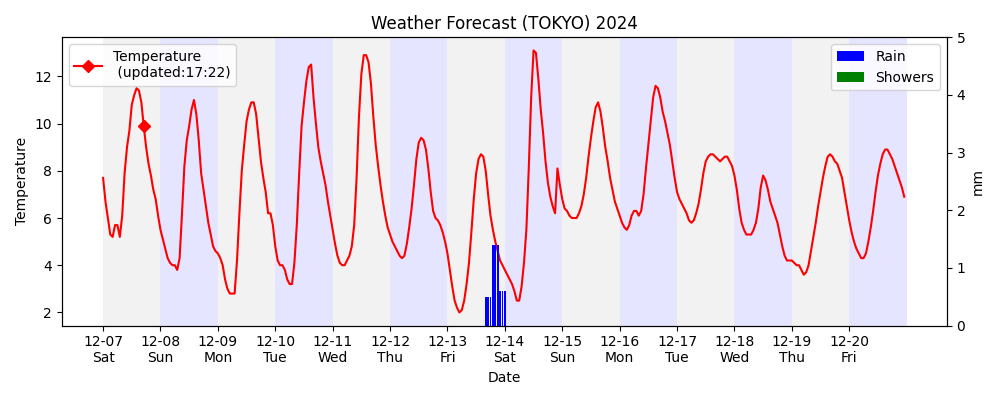 Weather Forecast (TOKYO) 2024
Temperature
(updated:17:22)
Rain
Showers
Temperature
12
10
8
6
4
2
5
4
3
2
1
0
mm
12-07 12-08 12-09 12-10 12-11 12-12 12-13 12-14 12-15 12-16 12-17 12-18 12-19 12-20
Sat Sun Mon Tue Wed Thu Fri Sat Sun Mon Tue Wed Thu Fri
Date